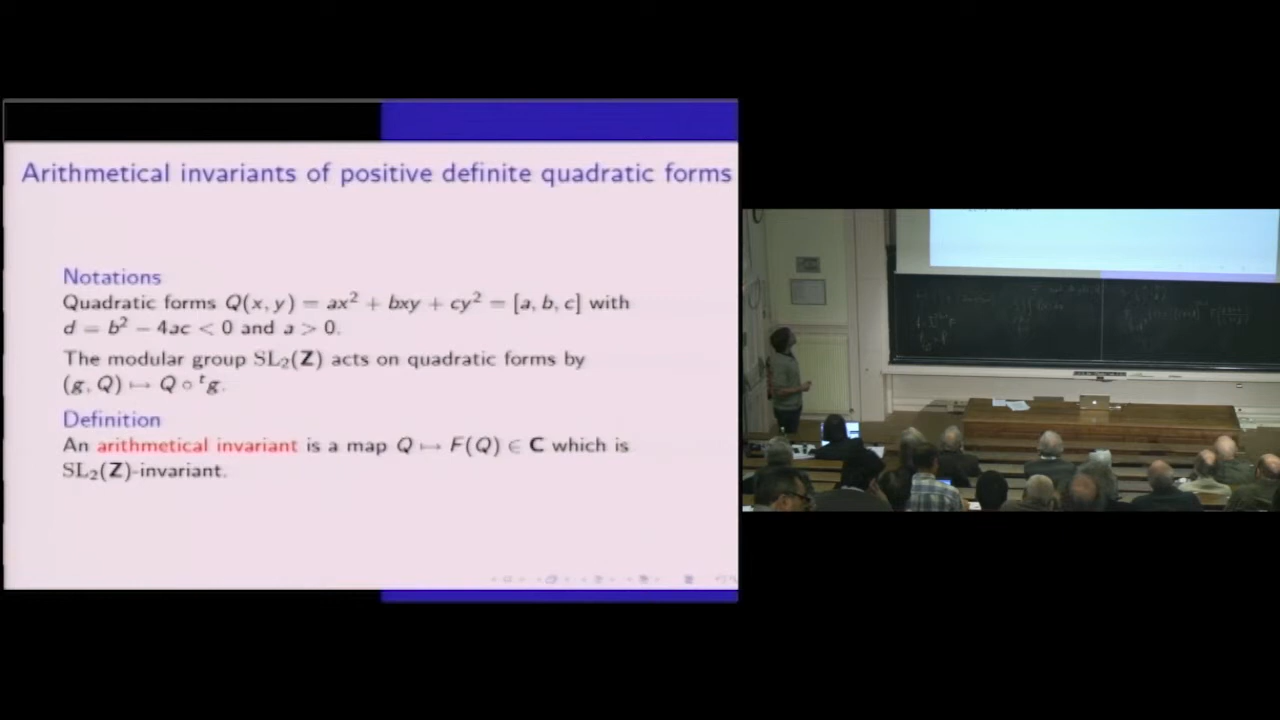 Arithmetical invariants of positive definite quadratic forms
Notations
Quadratic forms Q(x, y) = ax² + bxy + cy² = [a, b, c] with
d = b² − 4ac < 0 and a > 0.
The modular group SL₂(Z) acts on quadratic forms by
(g, Q) ↦ Q ∘ ᵗg.
Definition
An arithmetical invariant is a map Q ↦ F(Q) ∈ C which is
SL₂(Z)-invariant.